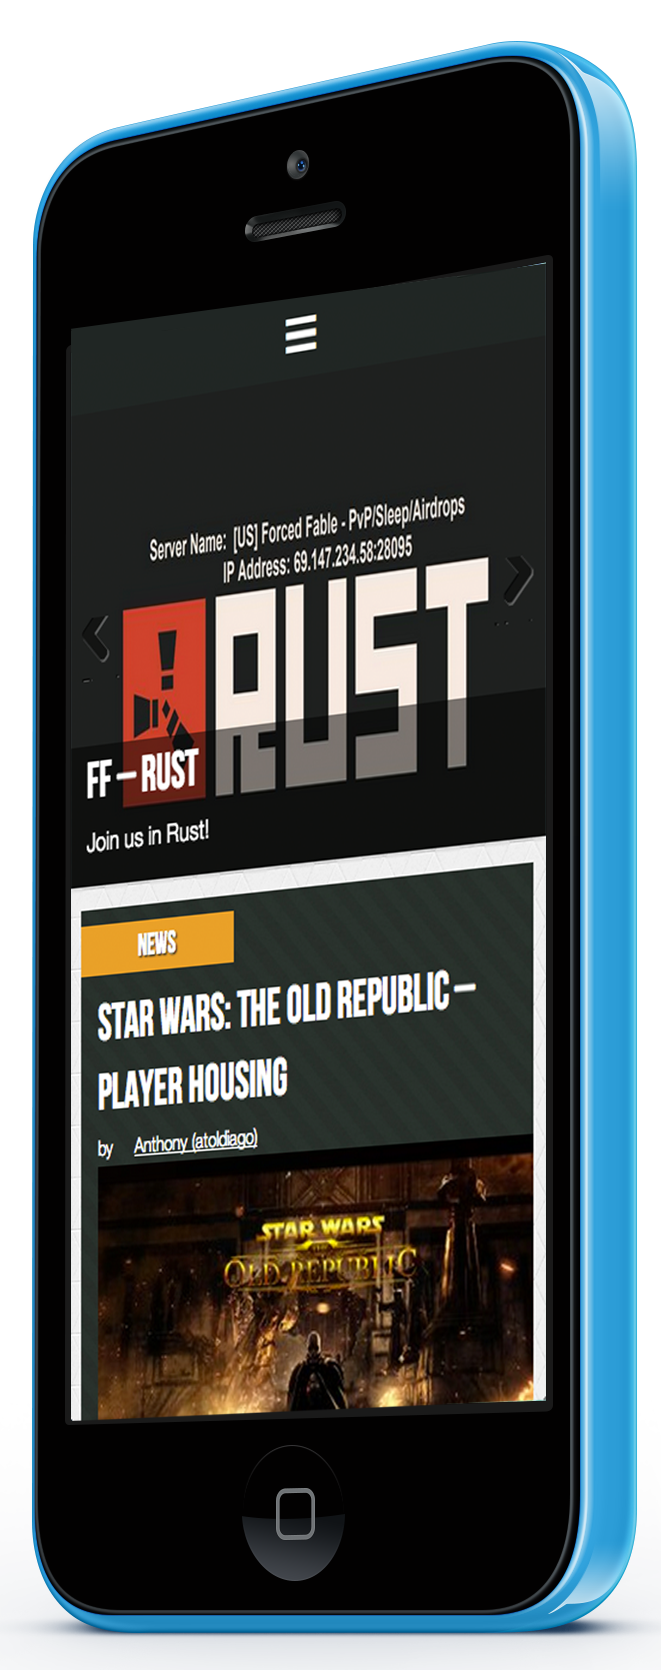 Server Name: [US] Forced Fable - PvP/Sleep/Airdrops
IP Address: 69.147.234.58:28095
RUST
FF – RUST
Join us in Rust!
NEWS
STAR WARS: THE OLD REPUBLIC –
PLAYER HOUSING
by Anthony (atoldiago)
STAR WARS
THE
OLD REPUBLIC